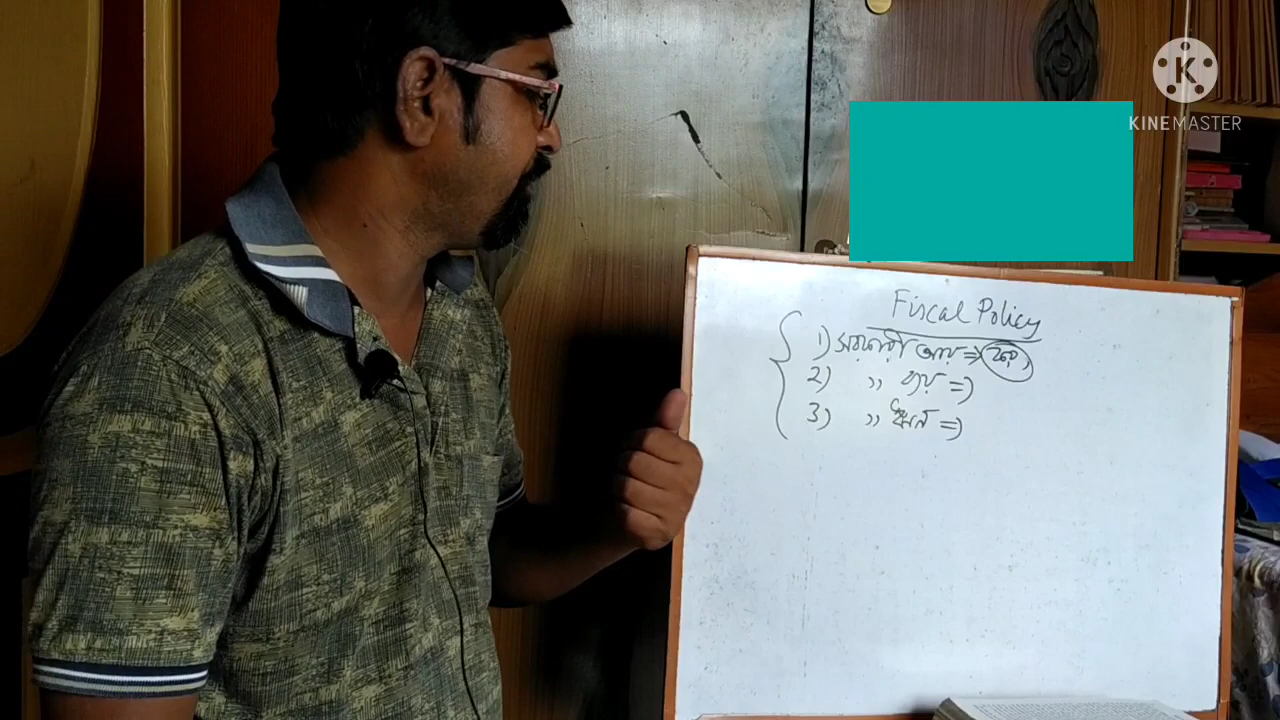 KINEMASTER
Fiscal Policy
1) সরকারী আয় => কর,
2) " ব্যয় =>
3) " ঋণ =>